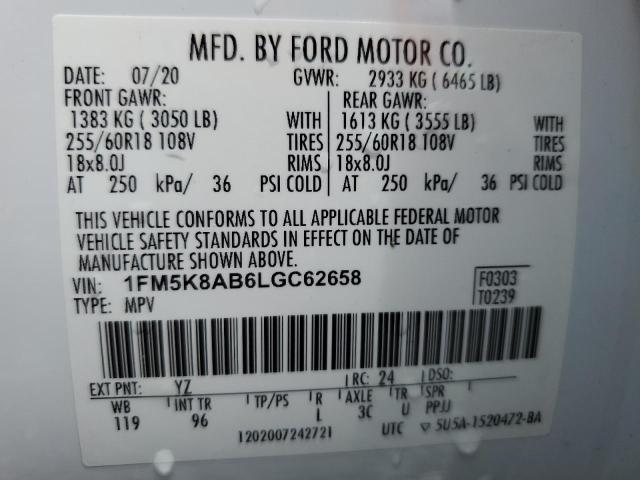 MFD. BY FORD MOTOR CO.
DATE: 07/20 GVWR: 2933 KG ( 6465 LB)
FRONT GAWR: REAR GAWR:
1383 KG ( 3050 LB) WITH 1613 KG ( 3555 LB) WITH
255/60R18 108V TIRES 255/60R18 108V TIRES
18x8.0J RIMS 18x8.0J RIMS
AT 250 kPa/ 36 PSI COLD AT 250 kPa/ 36 PSI COLD
THIS VEHICLE CONFORMS TO ALL APPLICABLE FEDERAL MOTOR
VEHICLE SAFETY STANDARDS IN EFFECT ON THE DATE OF
MANUFACTURE SHOWN ABOVE.
VIN: 1FM5K8AB6LGC62658 F0303
TYPE: MPV T0239
EXT PNT: YZ RC: 24 DSO:
WB INT TR TP/PS R AXLE TR SPR
119 96 L 3C U PPJJ
1202007242721 UTC ▽ 5U5A-1520472-BA